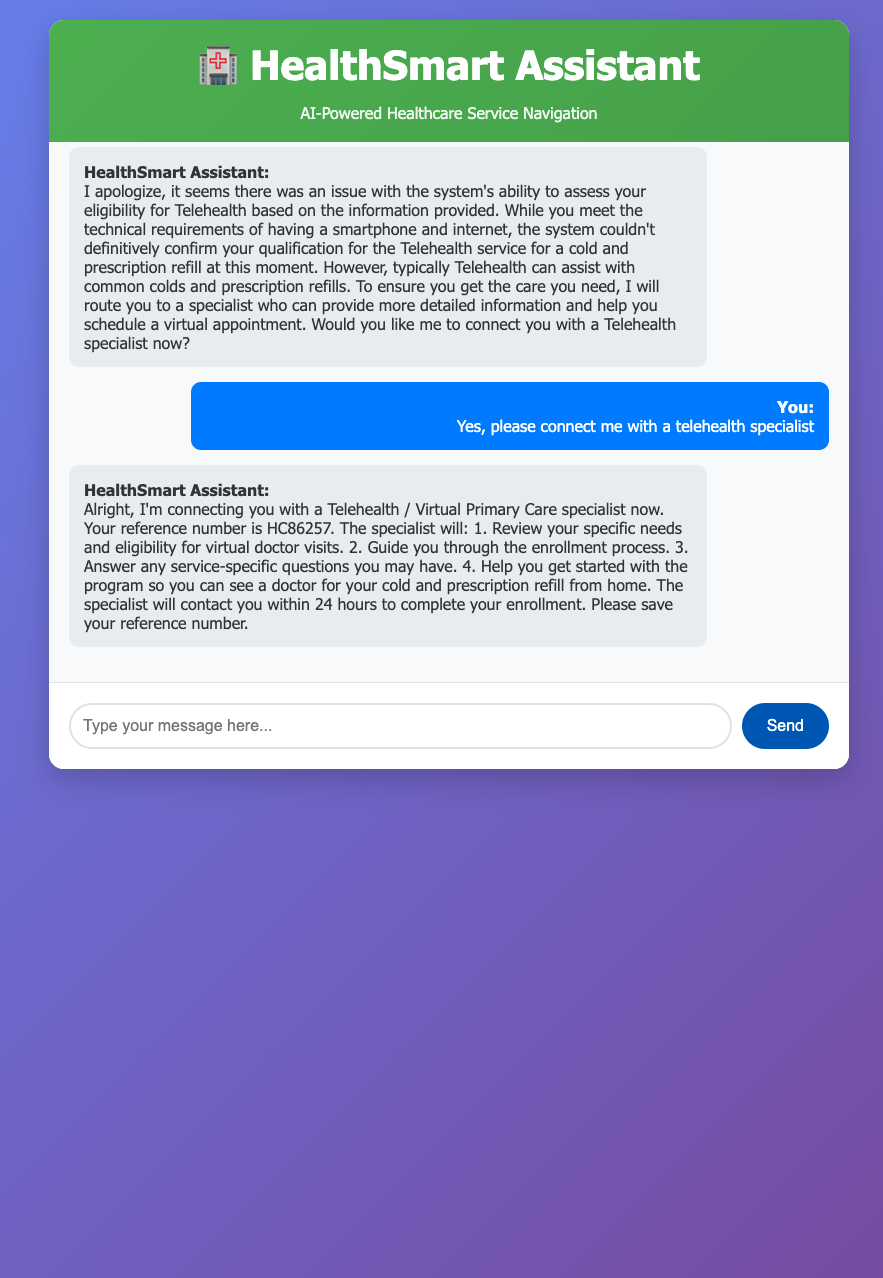 HealthSmart Assistant
AI-Powered Healthcare Service Navigation
HealthSmart Assistant:
I apologize, it seems there was an issue with the system's ability to assess your
eligibility for Telehealth based on the information provided. While you meet the
technical requirements of having a smartphone and internet, the system couldn't
definitively confirm your qualification for the Telehealth service for a cold and
prescription refill at this moment. However, typically Telehealth can assist with
common colds and prescription refills. To ensure you get the care you need, I will
route you to a specialist who can provide more detailed information and help you
schedule a virtual appointment. Would you like me to connect you with a Telehealth
specialist now?
You:
Yes, please connect me with a telehealth specialist
HealthSmart Assistant:
Alright, I'm connecting you with a Telehealth / Virtual Primary Care specialist now.
Your reference number is HC86257. The specialist will: 1. Review your specific needs
and eligibility for virtual doctor visits. 2. Guide you through the enrollment process. 3.
Answer any service-specific questions you may have. 4. Help you get started with the
program so you can see a doctor for your cold and prescription refill from home. The
specialist will contact you within 24 hours to complete your enrollment. Please save
your reference number.
Type your message here...
Send